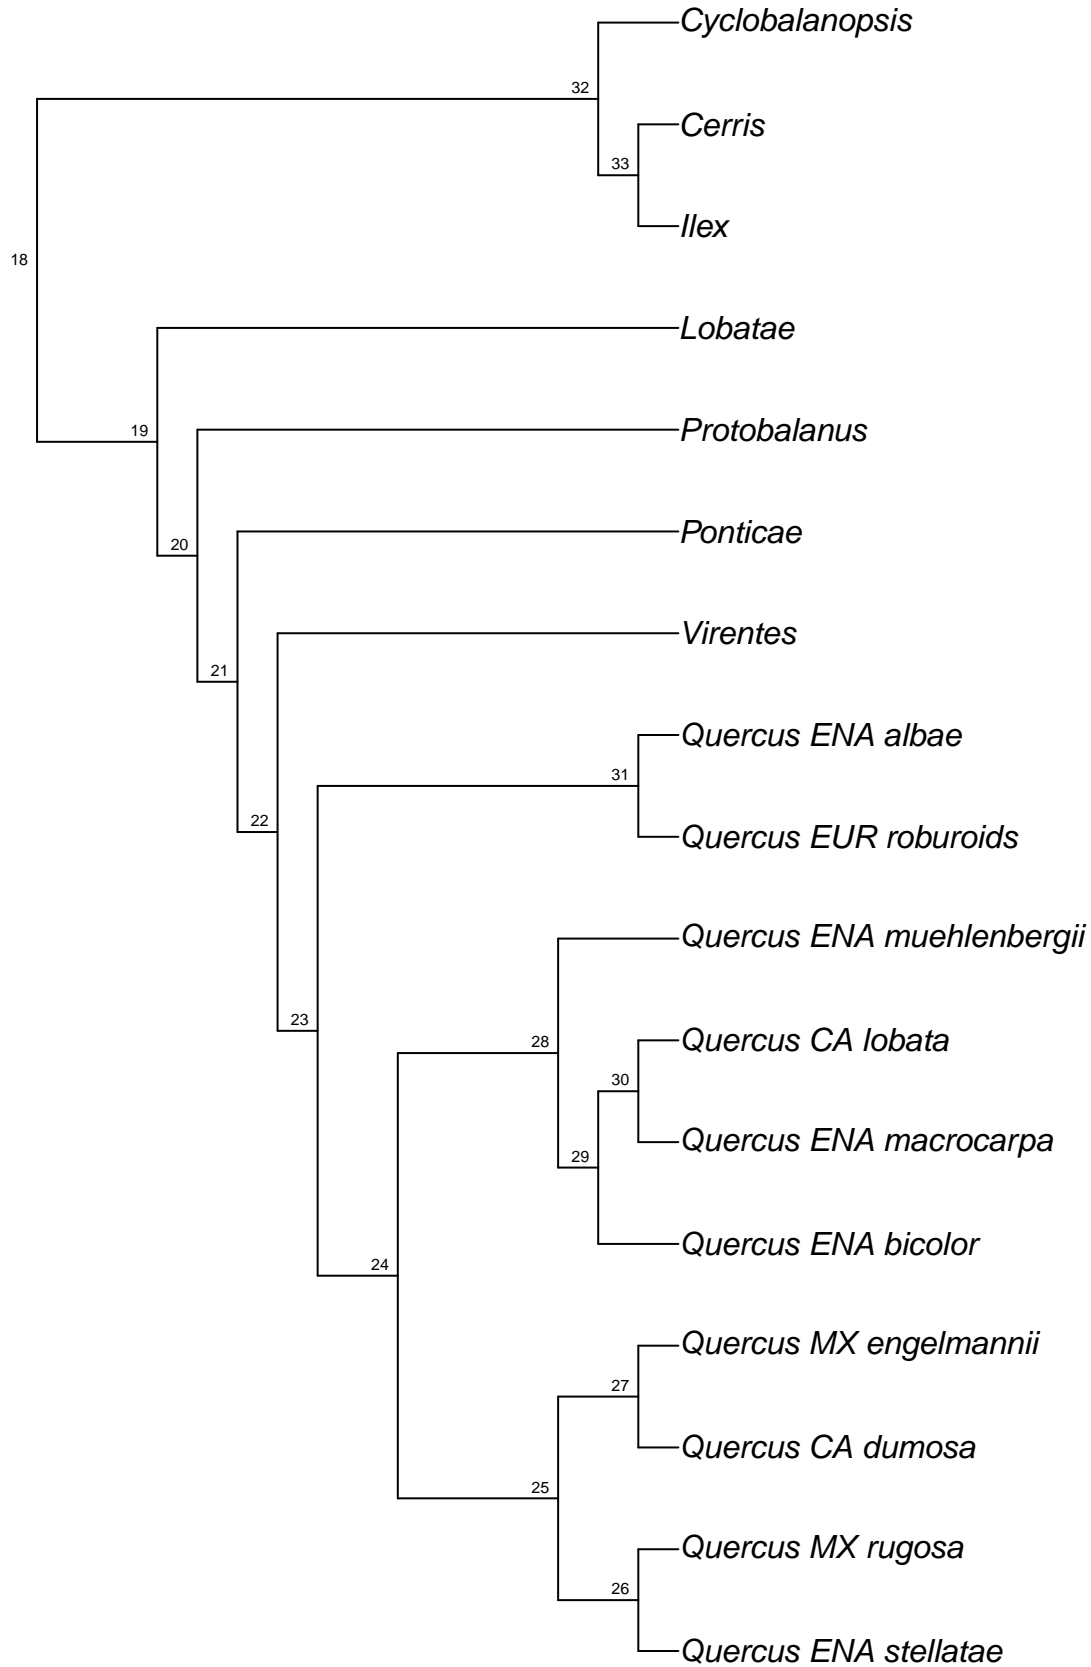 Cyclobalanopsis
32
Cerris
33
Ilex
18
Lobatae
19
Protobalanus
20
Ponticae
21
Virentes
22
Quercus ENA albae
31
Quercus EUR roburoids
Quercus ENA muehlenbergii
23
28
Quercus CA lobata
30
Quercus ENA macrocarpa
29
Quercus ENA bicolor
24
Quercus MX engelmannii
27
Quercus CA dumosa
25
Quercus MX rugosa
26
Quercus ENA stellatae